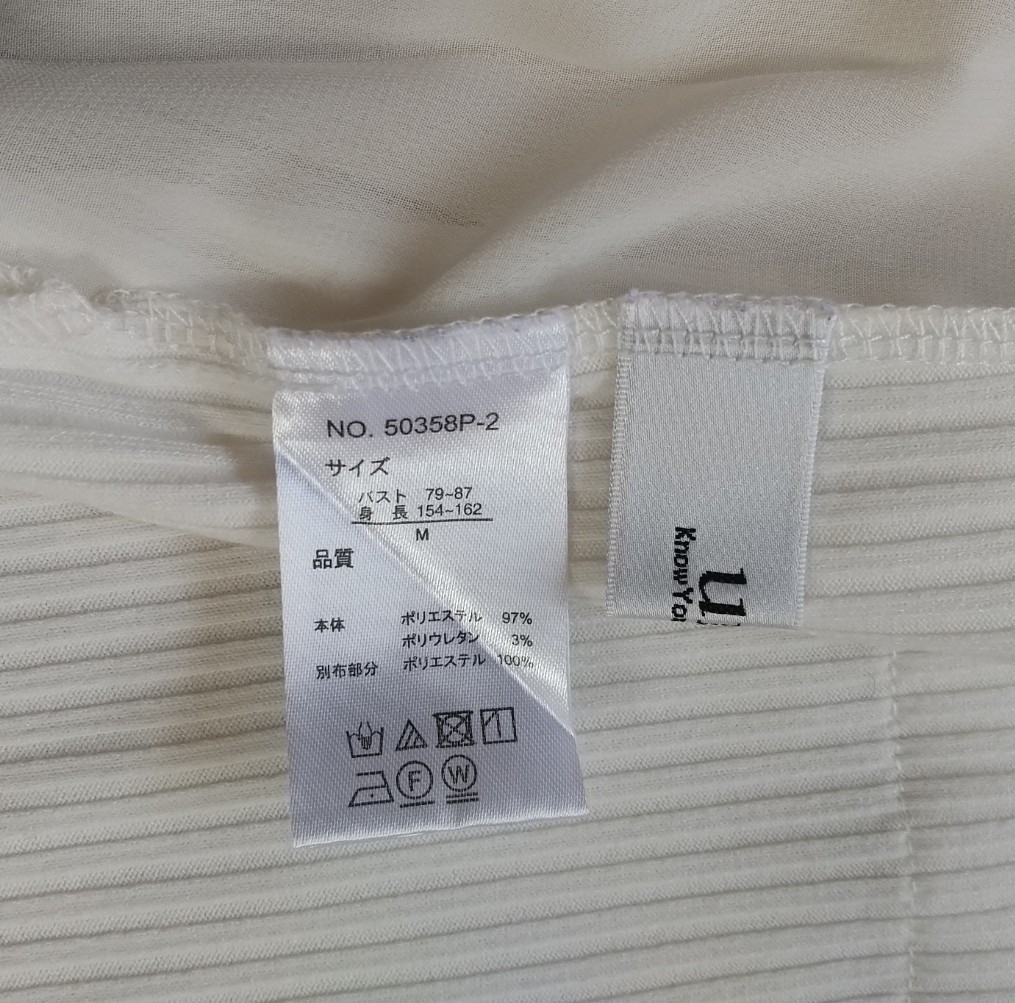 NO. 50358P-2
サイズ
バスト 79~87
身 長 154~162
M
品質
本体 ポリエステル 97%
ポリウレタン 3%
別布部分 ポリエステル 100%
F W
Know